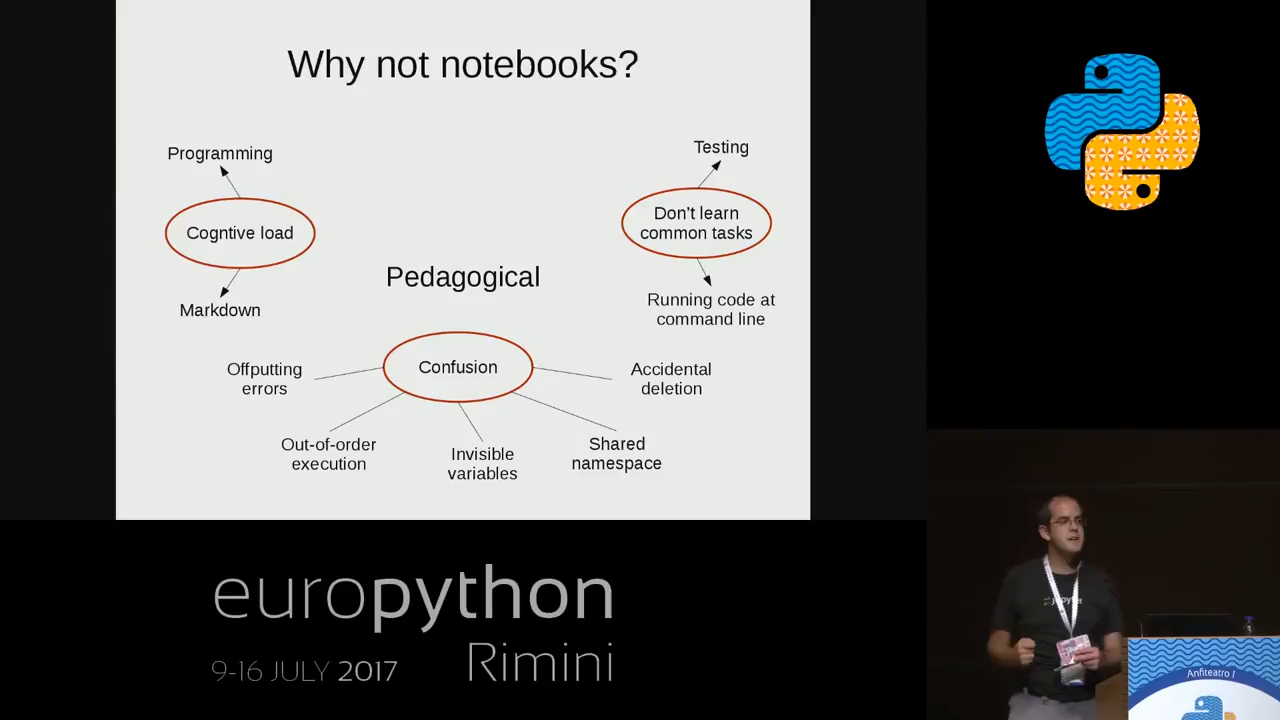 Why not notebooks?
Programming
Cogntive load
Markdown
Testing
Don't learn
common tasks
Running code at
command line
Pedagogical
Confusion
Offputting
errors
Out-of-order
execution
Invisible
variables
Shared
namespace
Accidental
deletion
europython
9-16 JULY 2017
Rimini
jupyter
Anfiteatro 1